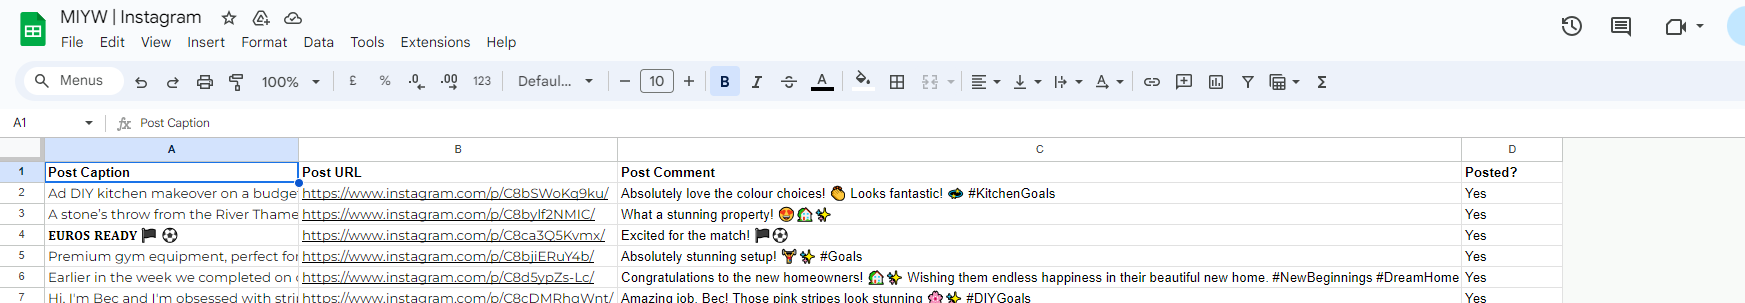 MIYW | Instagram
File Edit View Insert Format Data Tools Extensions Help
Menus 100% £ % .0 .00 123 Defaul... 10 B I S A
A1 fx Post Caption
A B C D
1 Post Caption Post URL Post Comment Posted?
2 Ad DIY kitchen makeover on a budge https://www.instagram.com/p/C8bSWoKq9ku/ Absolutely love the colour choices! 👏 Looks fantastic! #KitchenGoals Yes
3 A stone's throw from the River Thame https://www.instagram.com/p/C8bylf2NMIC/ What a stunning property! 😍🏡✨ Yes
4 EUROS READY 🏴⚽ https://www.instagram.com/p/C8ca3Q5Kvmx/ Excited for the match! 🏴⚽ Yes
5 Premium gym equipment, perfect for https://www.instagram.com/p/C8bjiERuY4b/ Absolutely stunning setup! ✨ #Goals Yes
6 Earlier in the week we completed on https://www.instagram.com/p/C8d5ypZs-Lc/ Congratulations to the new homeowners! 🏡✨ Wishing them endless happiness in their beautiful new home. #NewBeginnings #DreamHome Yes
7 Hi, I'm Bec and I'm obsessed with stri https://www.instagram.com/p/C8cDMRhgWnt/ Amazing job, Bec! Those pink stripes look stunning 🌸✨ #DIYGoals Yes